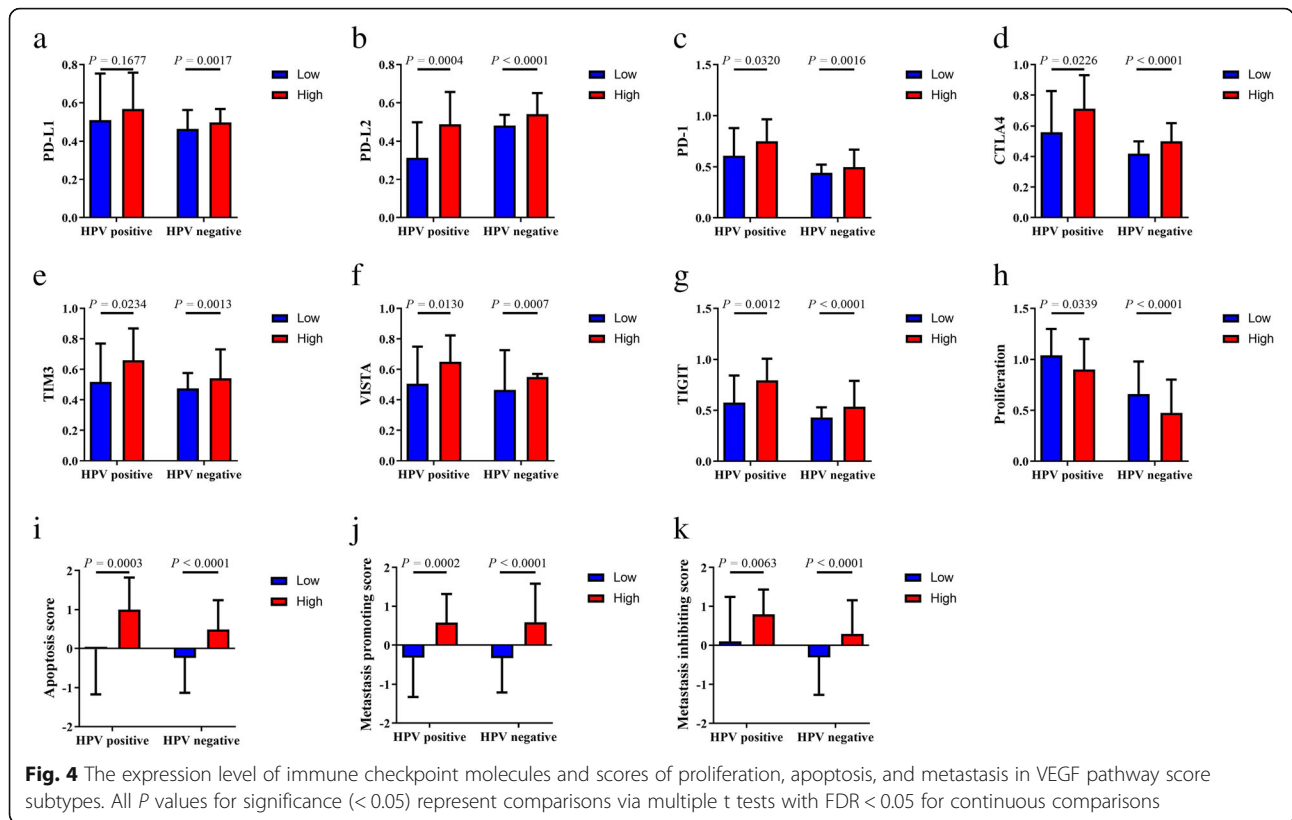 a
b
c
d
P = 0.1677 P = 0.0017
0.8
0.6
0.4
0.2
0.0
PD-L1
HPV positive HPV negative
Low
High
P = 0.0004 P < 0.0001
0.8
0.6
0.4
0.2
0.0
PD-L2
HPV positive HPV negative
Low
High
P = 0.0320 P = 0.0016
1.5
1.0
0.5
0.0
PD-1
HPV positive HPV negative
Low
High
P = 0.0226 P < 0.0001
1.0
0.8
0.6
0.4
0.2
0.0
CTLA4
HPV positive HPV negative
Low
High
e
f
g
h
P = 0.0234 P = 0.0013
1.0
0.8
0.6
0.4
0.2
0.0
TIM3
HPV positive HPV negative
Low
High
P = 0.0130 P = 0.0007
1.0
0.8
0.6
0.4
0.2
0.0
VISTA
HPV positive HPV negative
Low
High
P = 0.0012 P < 0.0001
1.5
1.0
0.5
0.0
TIGIT
HPV positive HPV negative
Low
High
P = 0.0339 P < 0.0001
1.5
1.0
0.5
0.0
Proliferation
HPV positive HPV negative
Low
High
i
j
k
P = 0.0003 P < 0.0001
2
1
0
-1
-2
Apoptosis score
HPV positive HPV negative
Low
High
P = 0.0002 P < 0.0001
2
1
0
-1
-2
Metastasis promoting score
HPV positive HPV negative
Low
High
P = 0.0063 P < 0.0001
2
1
0
-1
-2
Metastasis inhibiting score
HPV positive HPV negative
Low
High
Fig. 4 The expression level of immune checkpoint molecules and scores of proliferation, apoptosis, and metastasis in VEGF pathway score
subtypes. All P values for significance (< 0.05) represent comparisons via multiple t tests with FDR < 0.05 for continuous comparisons